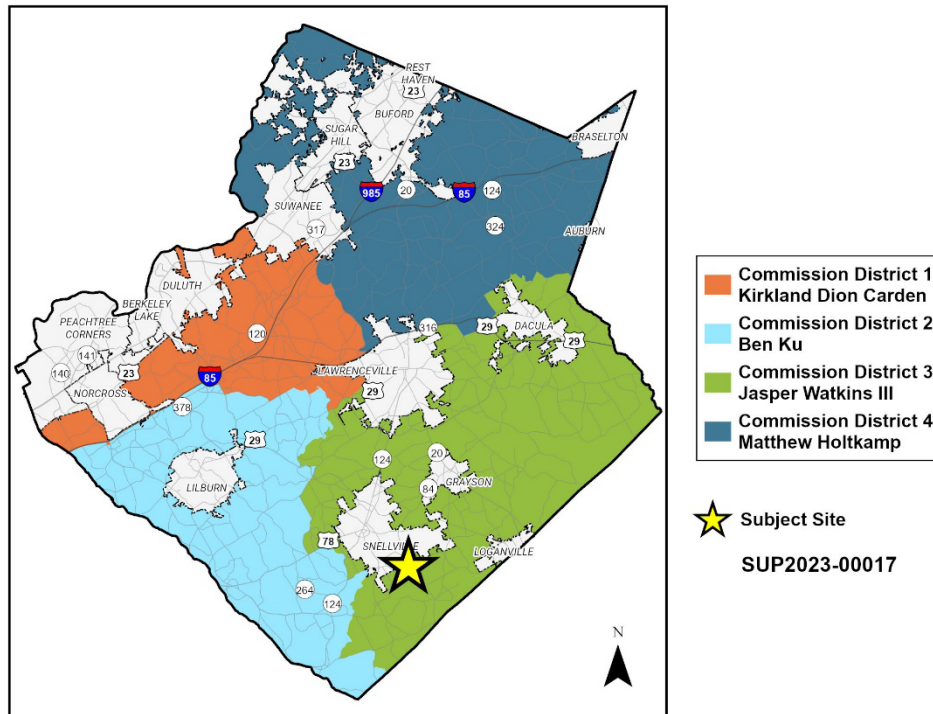 REST
HAVEN
23
BUFORD
SUGAR
HILL
23
BRASELTON
985
20
85
124
SUWANEE
317
324
AUBURN
DULUTH
BERKELEY
LAKE
PEACHTREE
CORNERS
141
140
120
316
29
DACULA
29
23
NORCROSS
85
LAWRENCEVILLE
29
378
29
LILBURN
124
20
GRAYSON
84
78
SNELLVILLE
LOGANVILLE
264
124
N
Commission District 1
Kirkland Dion Carden
Commission District 2
Ben Ku
Commission District 3
Jasper Watkins III
Commission District 4
Matthew Holtkamp
Subject Site
SUP2023-00017